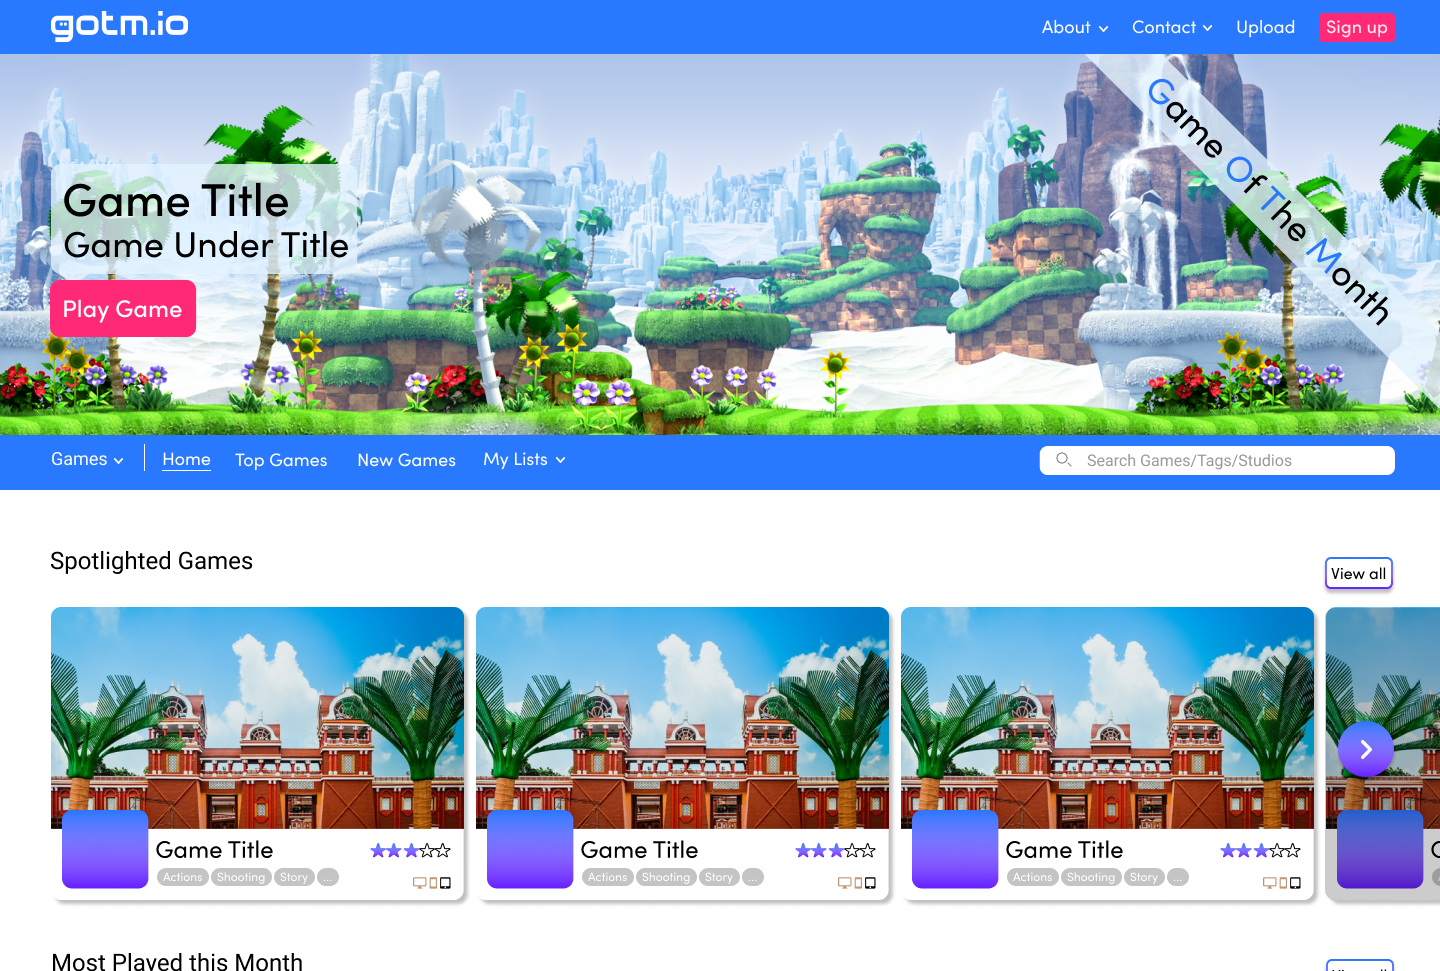 gotm.io
About
Contact
Upload
Sign up
Game Of The Month
Game Title
Game Under Title
Play Game
Games
Home
Top Games
New Games
My Lists
Search Games/Tags/Studios
Spotlighted Games
View all
Game Title
Actions
Shooting
Story
...
Game Title
Actions
Shooting
Story
...
Game Title
Actions
Shooting
Story
...
Most Played this Month